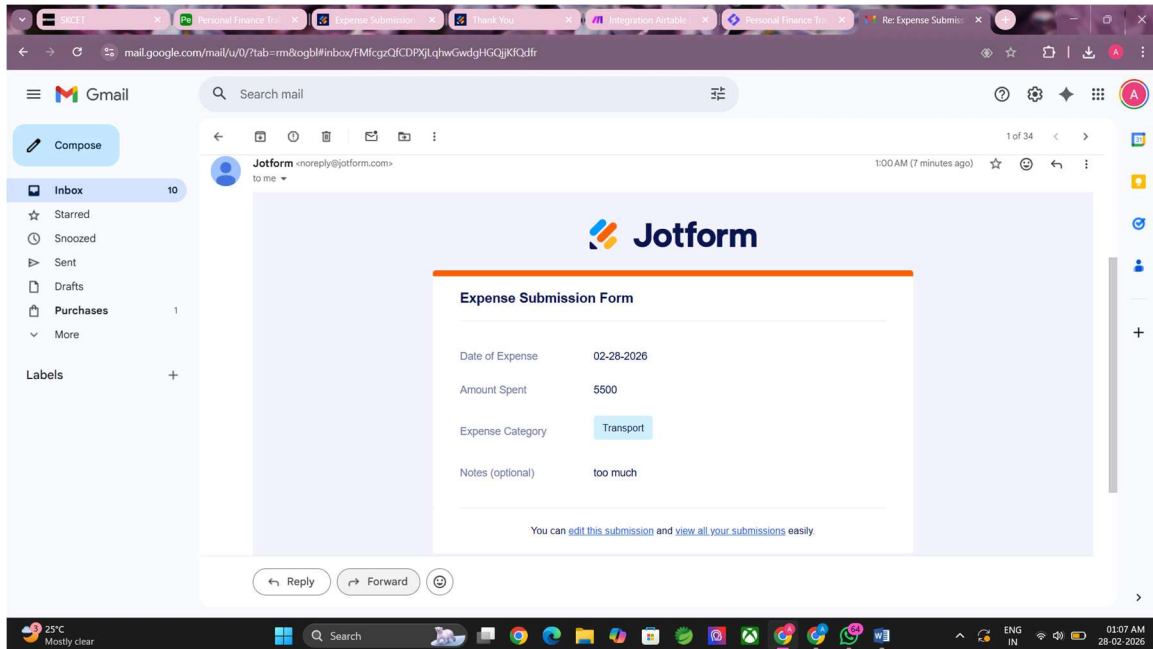 SKCET
Personal Finance Tra
Expense Submission
Thank You
Integration Airtable
Personal Finance Tra
Re: Expense Submiss
mail.google.com/mail/u/0/?tab=rm&ogbl#inbox/FMfcgzQfCDPXjLqhwGwdgHGQjjKfQdfr
Gmail
Search mail
Compose
1 of 34
Jotform <noreply@jotform.com>
1:00 AM (7 minutes ago)
to me
Inbox 10
Starred
Snoozed
Sent
Drafts
Purchases 1
More
Labels
Jotform
Expense Submission Form
Date of Expense 02-28-2026
Amount Spent 5500
Expense Category Transport
Notes (optional) too much
You can edit this submission and view all your submissions easily.
Reply
Forward
25°C
Mostly clear
Search
64
ENG
IN
01:07 AM
28-02-2026